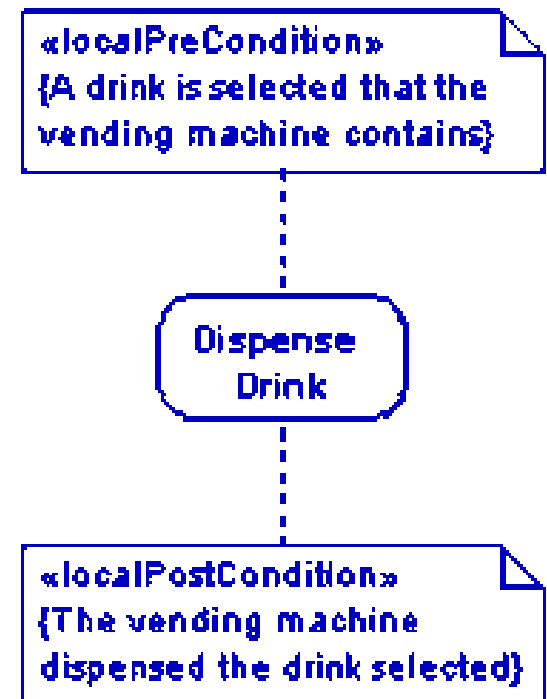 «localPreCondition»
{A drink is selected that the
vending machine contains}
Dispense
Drink
«localPostCondition»
{The vending machine
dispensed the drink selected}